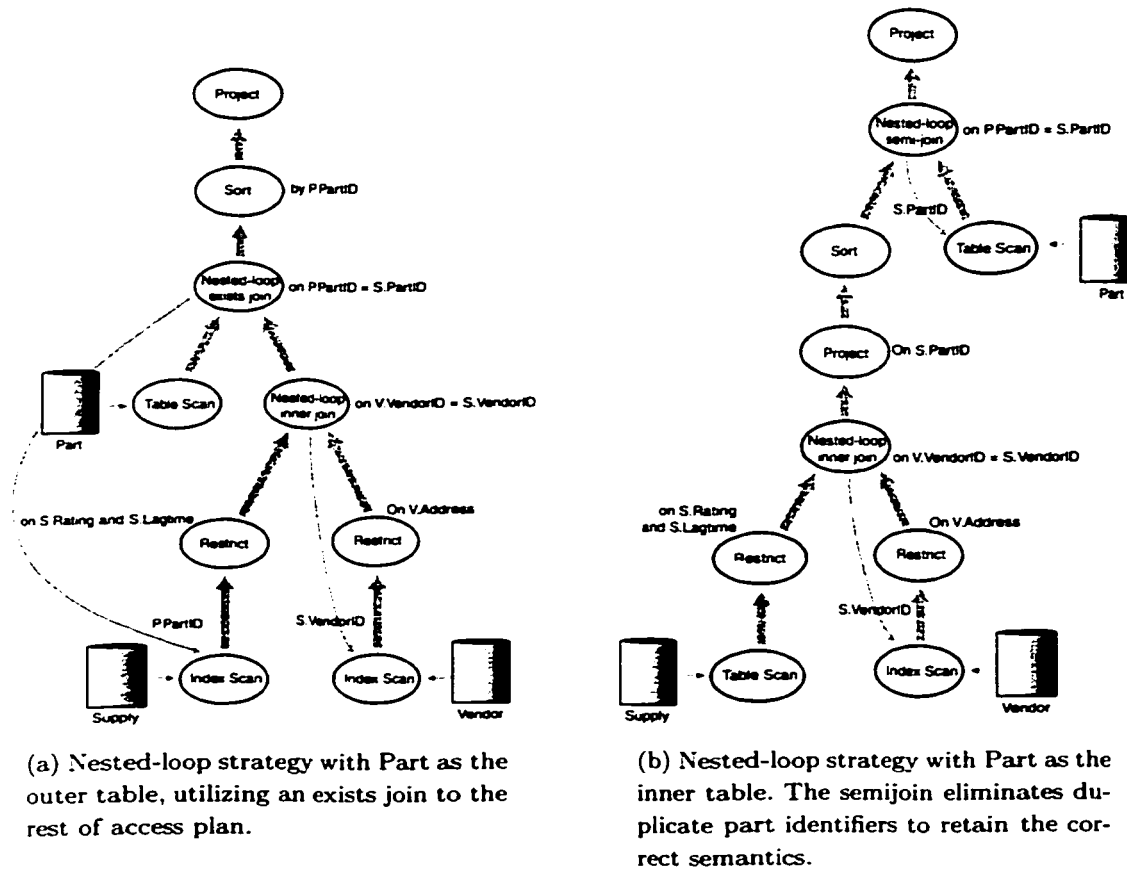 Project
Sort
by P.PartID
Nested-loop
exists join
on P.PartID = S.PartID
Part
Table Scan
Nested-loop
inner join
on V.VendorID = S.VendorID
on S.Rating and S.Lagtime
Restrict
On V.Address
Restrict
P.PartID
S.VendorID
Supply
Index Scan
Index Scan
Vendor
(a) Nested-loop strategy with Part as the
outer table, utilizing an exists join to the
rest of access plan.
Project
Nested-loop
semi-join
on P.PartID = S.PartID
S.PartID
Sort
Table Scan
Part
Project
On S.PartID
Nested-loop
inner join
on V.VendorID = S.VendorID
on S.Rating
and S.Lagtime
Restrict
On V.Address
Restrict
S.VendorID
Supply
Table Scan
Index Scan
Vendor
(b) Nested-loop strategy with Part as the
inner table. The semijoin eliminates du-
plicate part identifiers to retain the cor-
rect semantics.